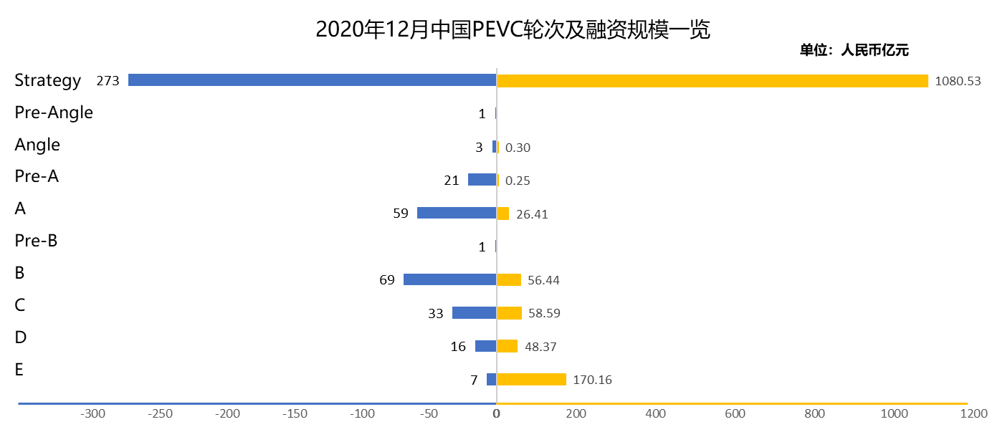 2020年12月中国PEVC轮次及融资规模一览
单位：人民币亿元
Strategy 273 1080.53
Pre-Angle 1
Angle 3 0.30
Pre-A 21 0.25
A 59 26.41
Pre-B 1
B 69 56.44
C 33 58.59
D 16 48.37
E 7 170.16
-300 -250 -200 -150 -100 -50 0 200 400 600 800 1000 1200